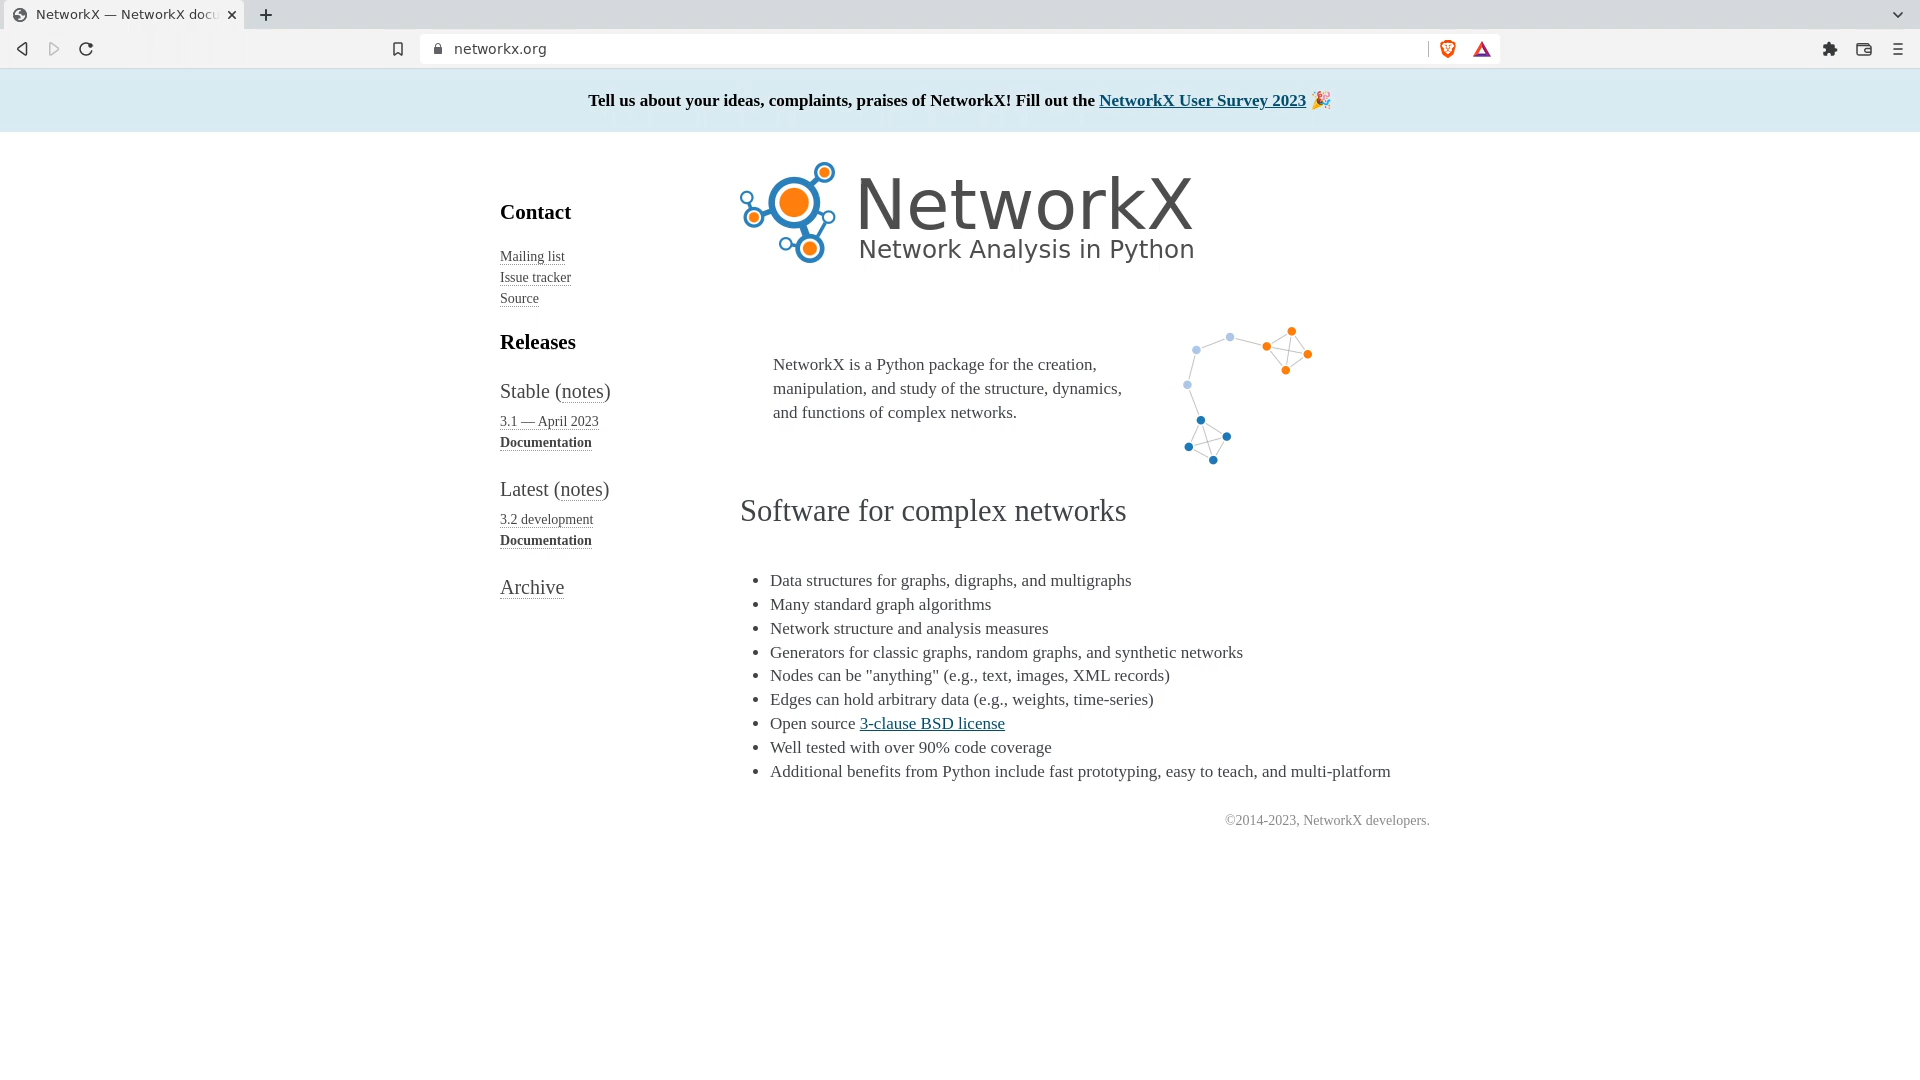 NetworkX — NetworkX docu
networkx.org
Tell us about your ideas, complaints, praises of NetworkX! Fill out the NetworkX User Survey 2023 🎉
Contact
Mailing list
Issue tracker
Source
Releases
Stable (notes)
3.1 — April 2023
Documentation
Latest (notes)
3.2 development
Documentation
Archive
NetworkX
Network Analysis in Python
NetworkX is a Python package for the creation,
manipulation, and study of the structure, dynamics,
and functions of complex networks.
Software for complex networks
• Data structures for graphs, digraphs, and multigraphs
• Many standard graph algorithms
• Network structure and analysis measures
• Generators for classic graphs, random graphs, and synthetic networks
• Nodes can be "anything" (e.g., text, images, XML records)
• Edges can hold arbitrary data (e.g., weights, time-series)
• Open source 3-clause BSD license
• Well tested with over 90% code coverage
• Additional benefits from Python include fast prototyping, easy to teach, and multi-platform
©2014-2023, NetworkX developers.